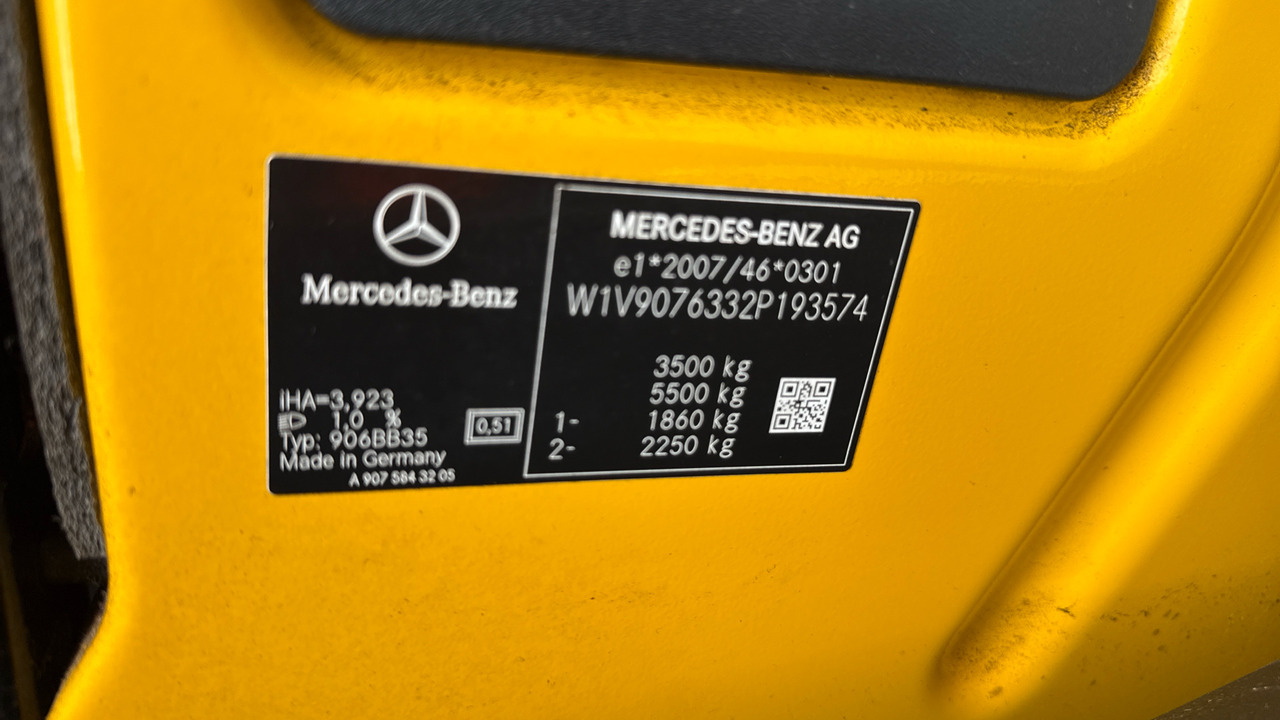 Mercedes-Benz
iHA=3,923
1,0 %
Typ: 906BB35
Made in Germany
A 907 584 32 05
0,51
MERCEDES-BENZ AG
e1*2007/46*0301
W1V9076332P193574
3500 kg
5500 kg
1- 1860 kg
2- 2250 kg